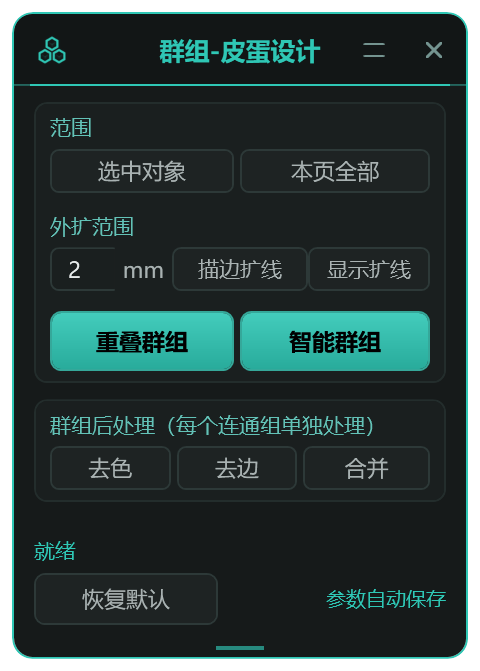 群组-皮蛋设计
范围
选中对象 本页全部
外扩范围
2 mm 描边扩线 显示扩线
重叠群组 智能群组
群组后处理（每个连通组单独处理）
去色 去边 合并
就绪
恢复默认 参数自动保存